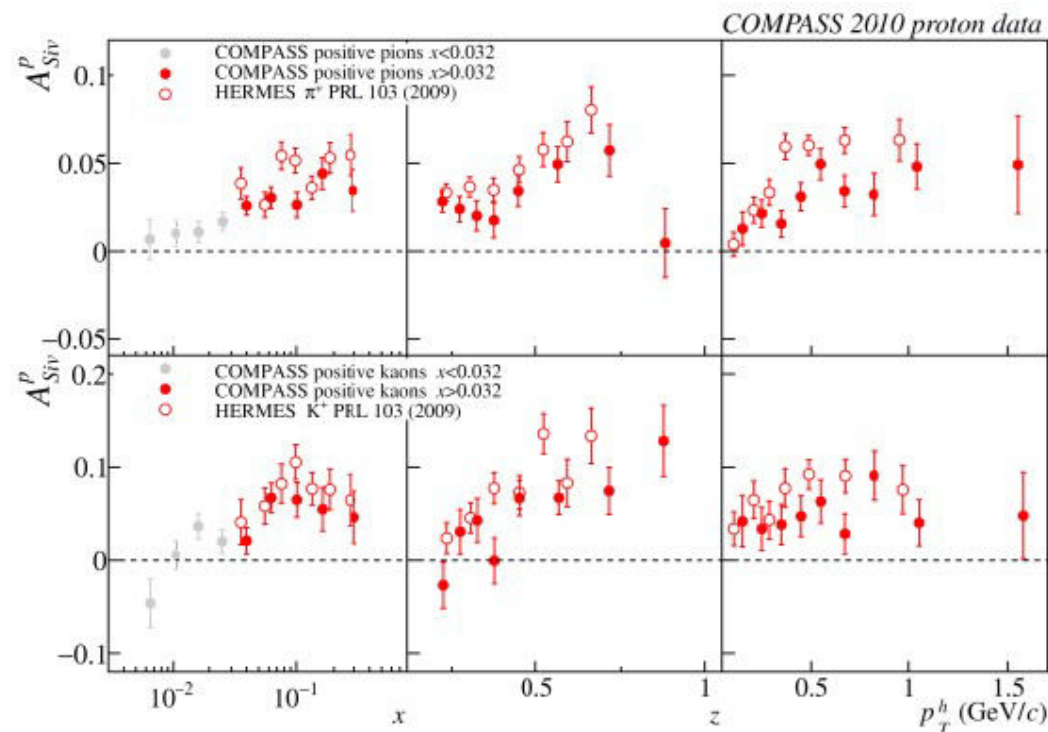 COMPASS 2010 proton data
A^p_Siv
COMPASS positive pions x<0.032
COMPASS positive pions x>0.032
HERMES π⁺ PRL 103 (2009)
0.1
0.05
0
−0.05
A^p_Siv
COMPASS positive kaons x<0.032
COMPASS positive kaons x>0.032
HERMES K⁺ PRL 103 (2009)
0.2
0.1
0
−0.1
10⁻² 10⁻¹ 0.5 1 0.5 1 1.5
x z p_T^h (GeV/c)